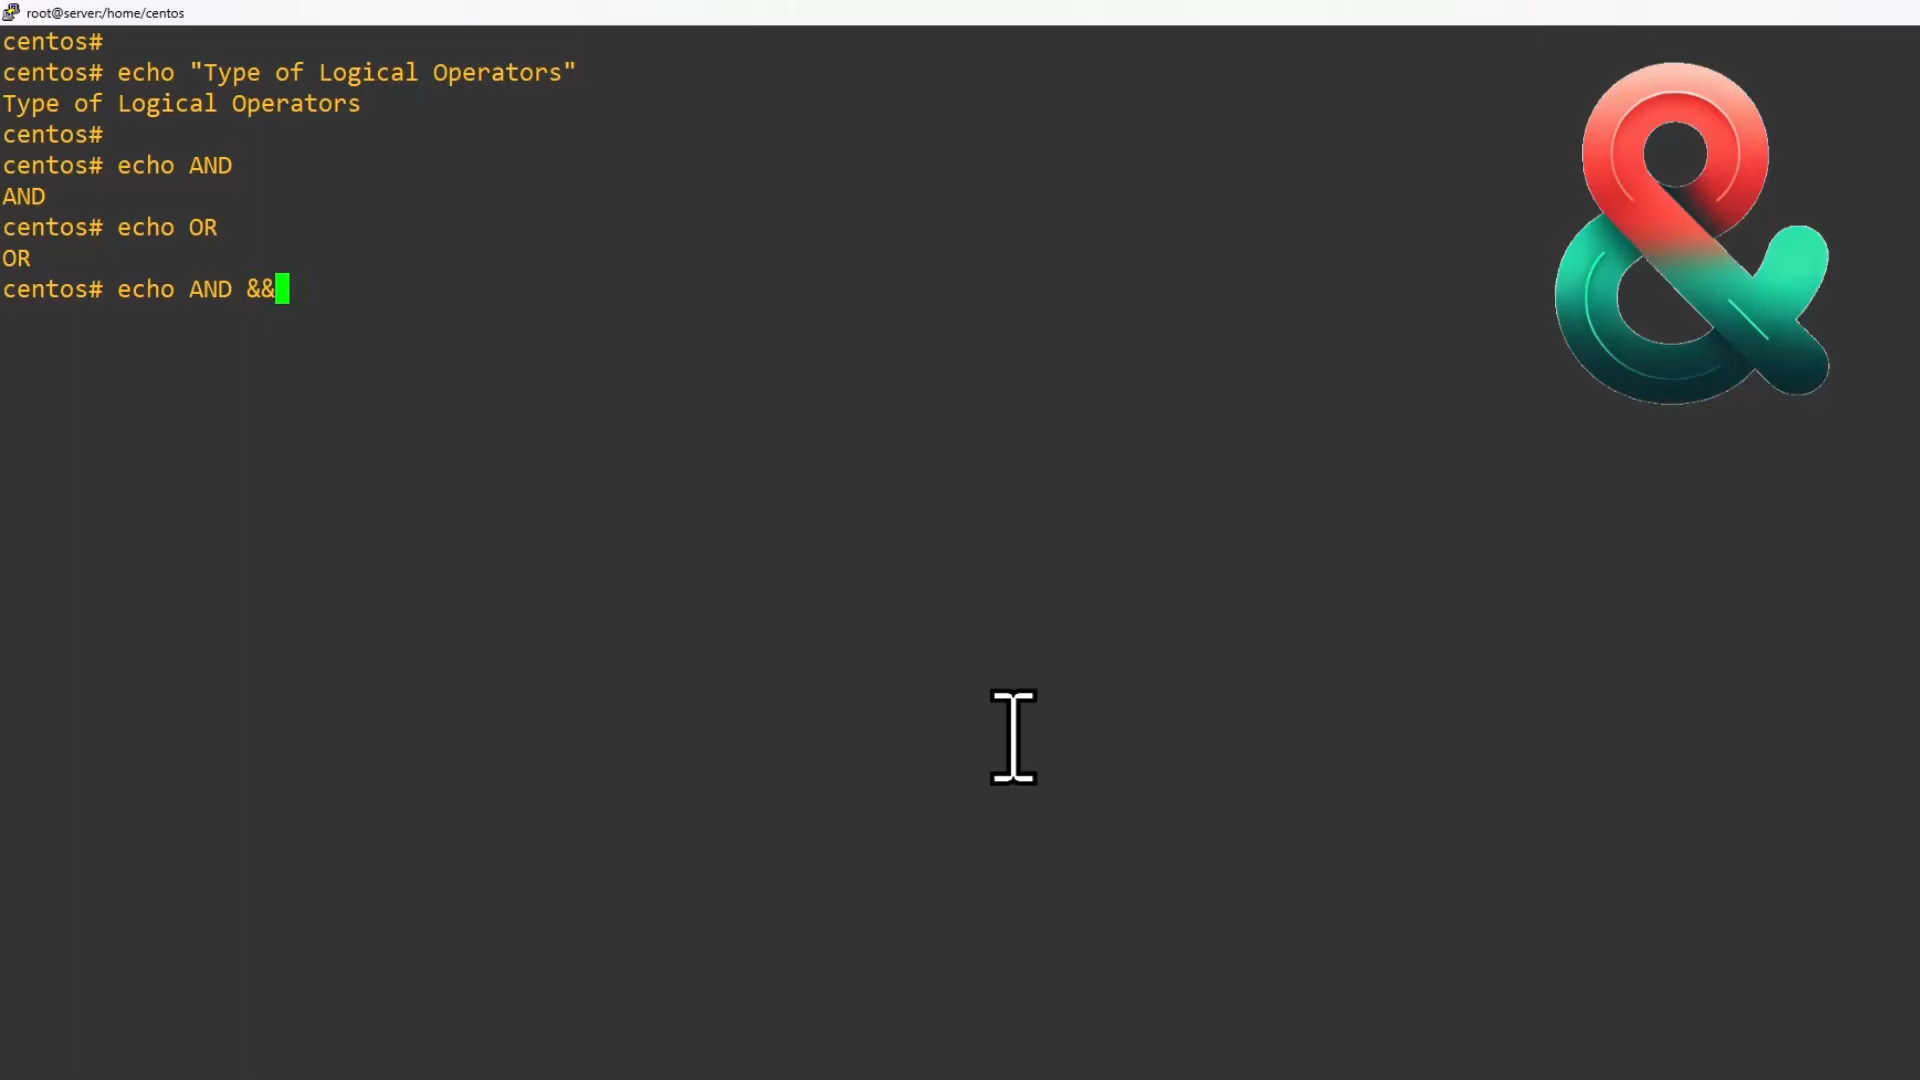 root@server:/home/centos
centos#
centos# echo "Type of Logical Operators"
Type of Logical Operators
centos#
centos# echo AND
AND
centos# echo OR
OR
centos# echo AND &&
&